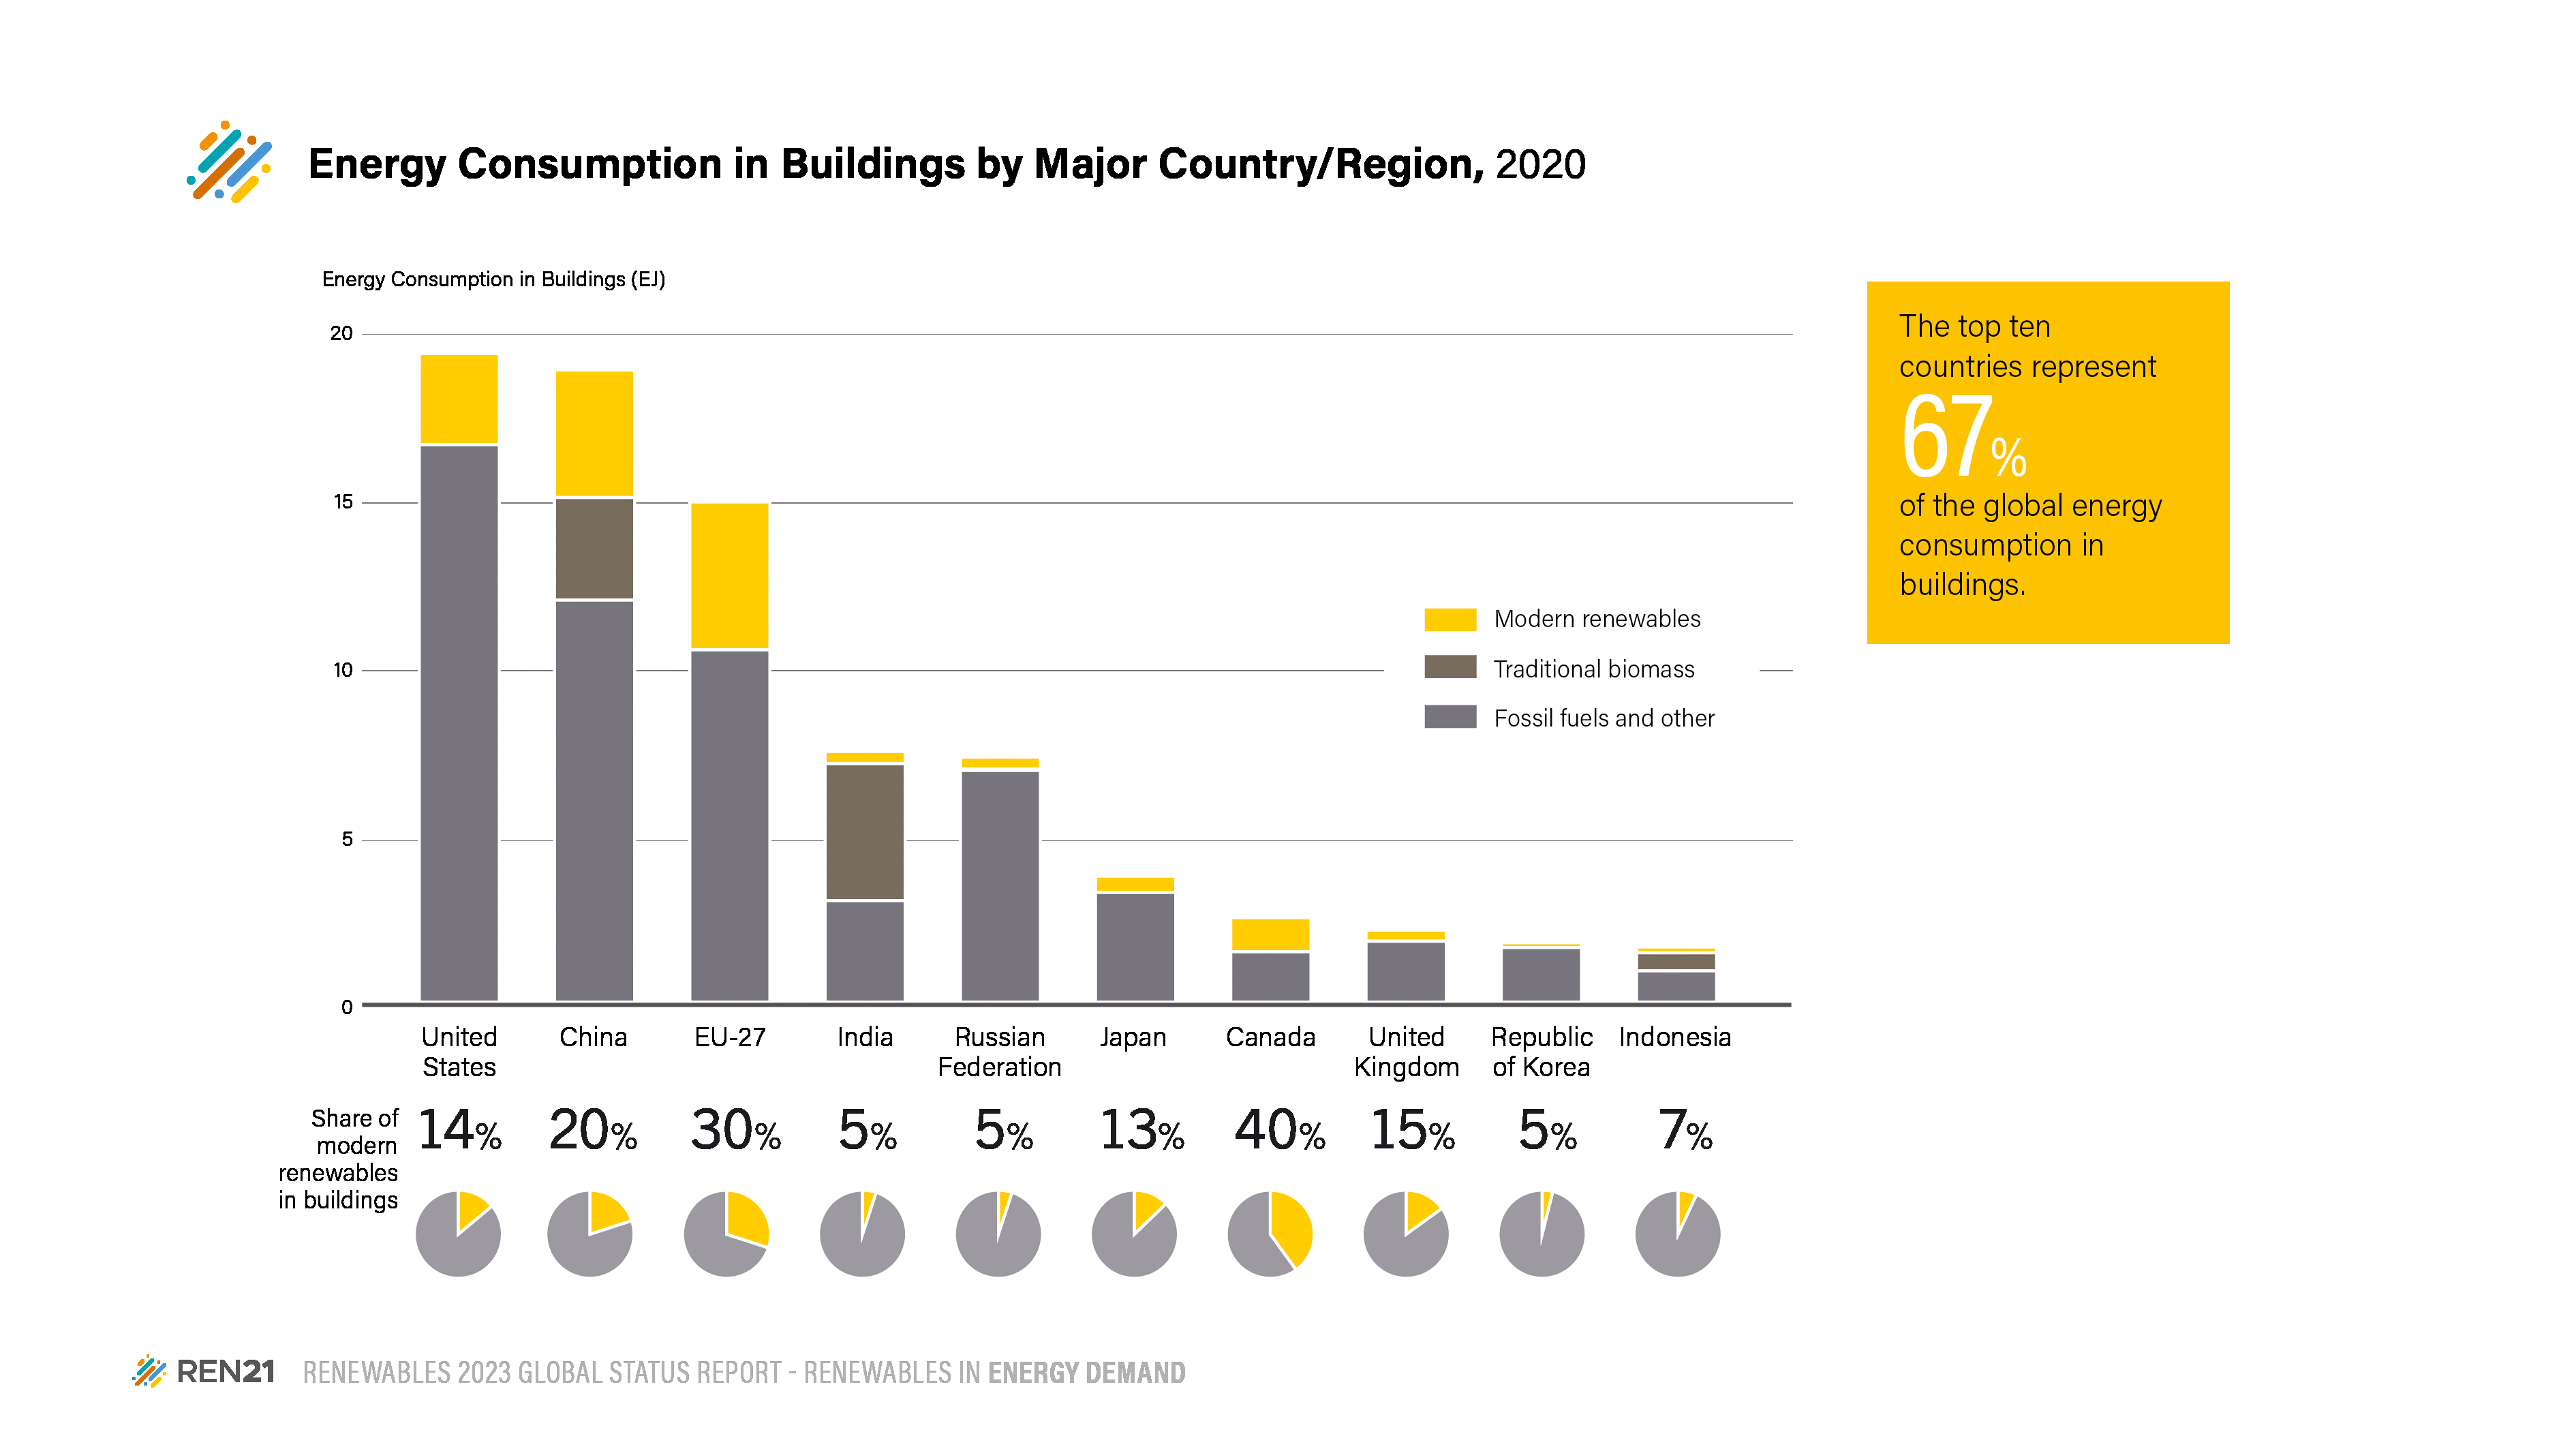 Energy Consumption in Buildings by Major Country/Region, 2020
Energy Consumption in Buildings (EJ)
20
15
10
5
0
Modern renewables
Traditional biomass
Fossil fuels and other
The top ten
countries represent
67%
of the global energy
consumption in
buildings.
United States
China
EU-27
India
Russian Federation
Japan
Canada
United Kingdom
Republic of Korea
Indonesia
Share of
modern
renewables
in buildings
14% 20% 30% 5% 5% 13% 40% 15% 5% 7%
REN21 RENEWABLES 2023 GLOBAL STATUS REPORT - RENEWABLES IN ENERGY DEMAND